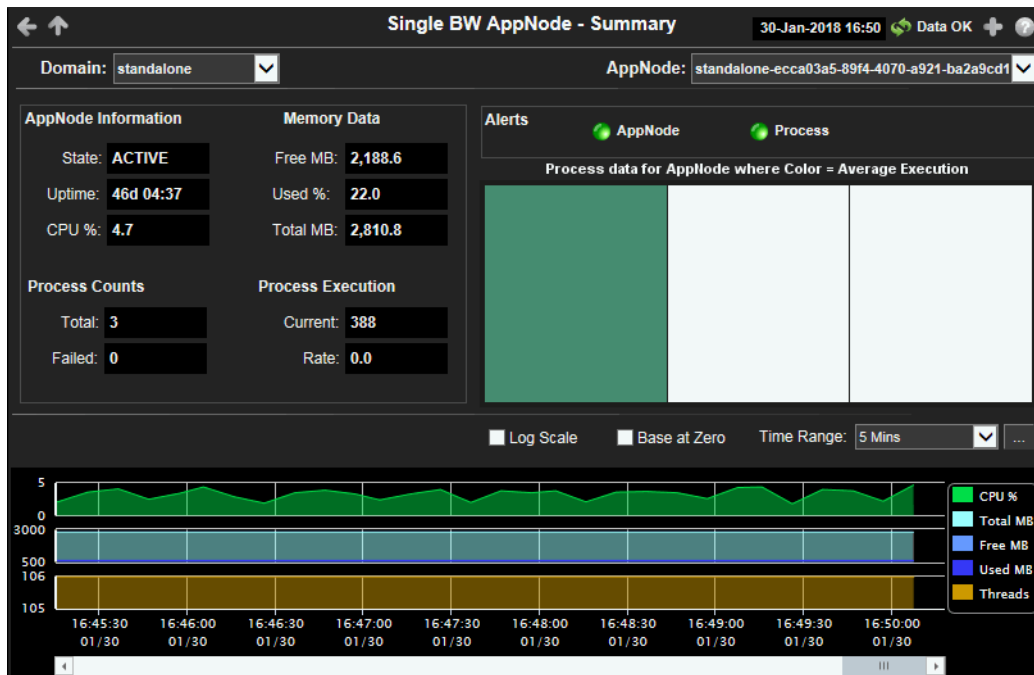 Single BW AppNode - Summary
30-Jan-2018 16:50 Data OK
Domain: standalone
AppNode: standalone-ecca03a5-89f4-4070-a921-ba2a9cd1
AppNode Information Memory Data
State: ACTIVE Free MB: 2,188.6
Uptime: 46d 04:37 Used %: 22.0
CPU %: 4.7 Total MB: 2,810.8
Process Counts Process Execution
Total: 3 Current: 388
Failed: 0 Rate: 0.0
Alerts AppNode Process
Process data for AppNode where Color = Average Execution
Log Scale Base at Zero Time Range: 5 Mins ...
5
0
3000
500
106
105
16:45:30 16:46:00 16:46:30 16:47:00 16:47:30 16:48:00 16:48:30 16:49:00 16:49:30 16:50:00
01/30 01/30 01/30 01/30 01/30 01/30 01/30 01/30 01/30 01/30
CPU %
Total MB
Free MB
Used MB
Threads